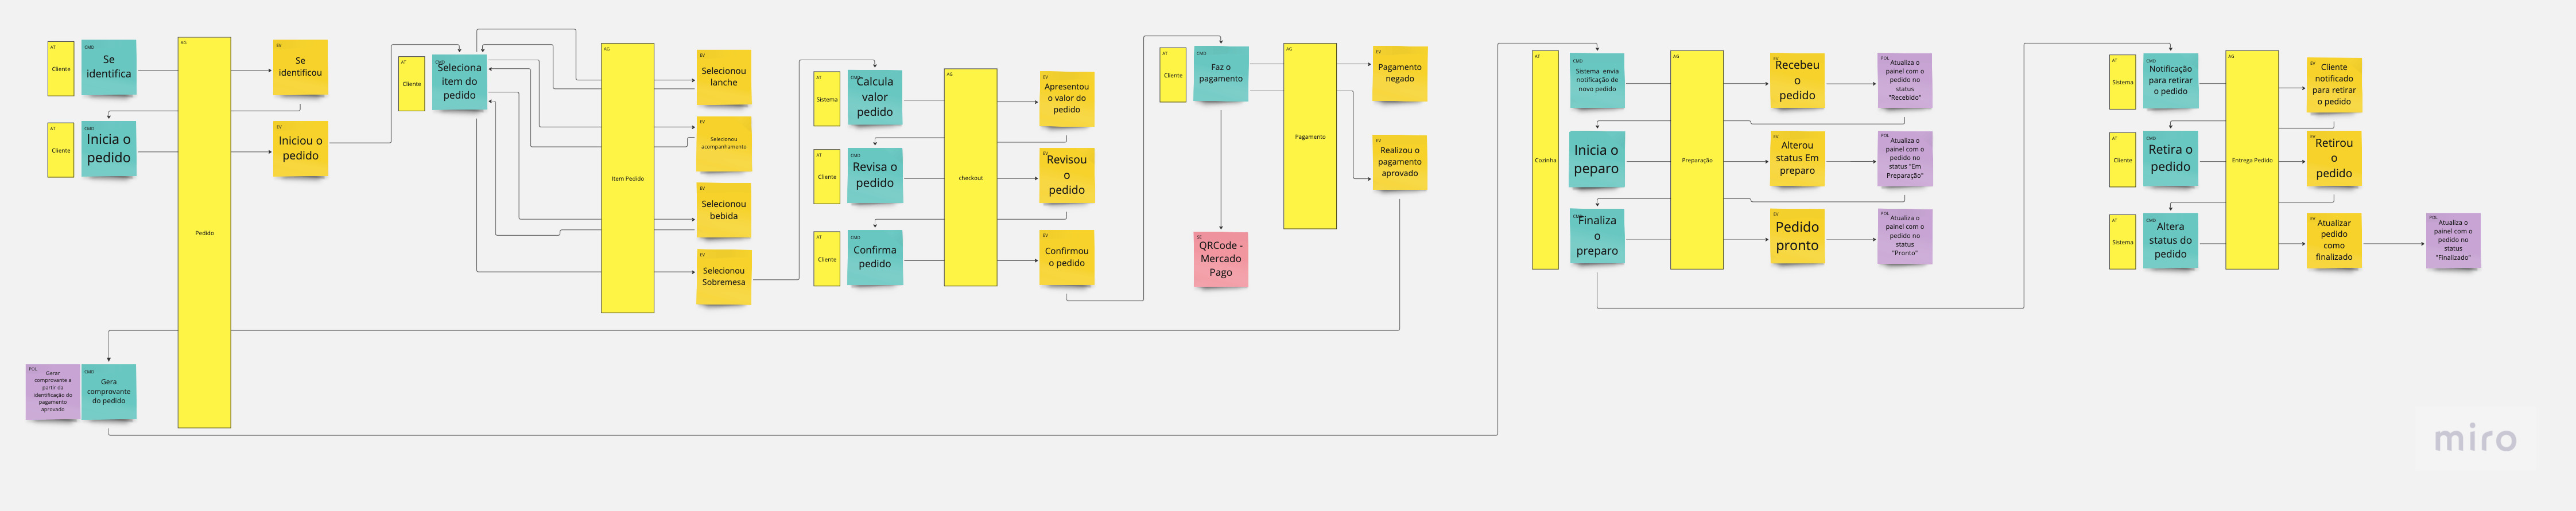 AT
Cliente
CMD
Se
identifica
AG
Pedido
EV
Se
identificou
AT
Cliente
CMD
Inicia o
pedido
EV
Iniciou o
pedido
POL
Gerar
comprovante a
partir da
identificação do
pagamento
aprovado
CMD
Gera
comprovante
do pedido
AT
Cliente
CMD
Seleciona
item do
pedido
AG
Item Pedido
EV
Selecionou
lanche
EV
Selecionou
acompanhamento
EV
Selecionou
bebida
EV
Selecionou
Sobremesa
AT
Sistema
CMD
Calcula
valor
pedido
AG
checkout
EV
Apresentou
o valor do
pedido
AT
Cliente
CMD
Revisa o
pedido
EV
Revisou
o
pedido
AT
Cliente
CMD
Confirma
pedido
EV
Confirmou
o pedido
AT
Cliente
CMD
Faz o
pagamento
AG
Pagamento
EV
Pagamento
negado
EV
Realizou o
pagamento
aprovado
SE
QRCode -
Mercado
Pago
AT
Cozinha
CMD
Sistema envia
notificação de
novo pedido
AG
Preparação
EV
Recebeu
o
pedido
POL
Atualiza o
painel com o
pedido no
status
"Recebido"
CMD
Inicia o
peparo
EV
Alterou
status Em
preparo
POL
Atualiza o
painel com o
pedido no
status "Em
Preparação"
CMD
Finaliza
o
preparo
EV
Pedido
pronto
POL
Atualiza o
painel com o
pedido no
status
"Pronto"
AT
Sistema
CMD
Notificação
para retirar
o pedido
AG
Entrega Pedido
EV
Cliente
notificado
para retirar
o pedido
AT
Cliente
CMD
Retira o
pedido
EV
Retirou
o
pedido
AT
Sistema
CMD
Altera
status do
pedido
EV
Atualizar
pedido
como
finalizado
POL
Atualiza o
painel com o
pedido no
status
"Finalizado"
miro